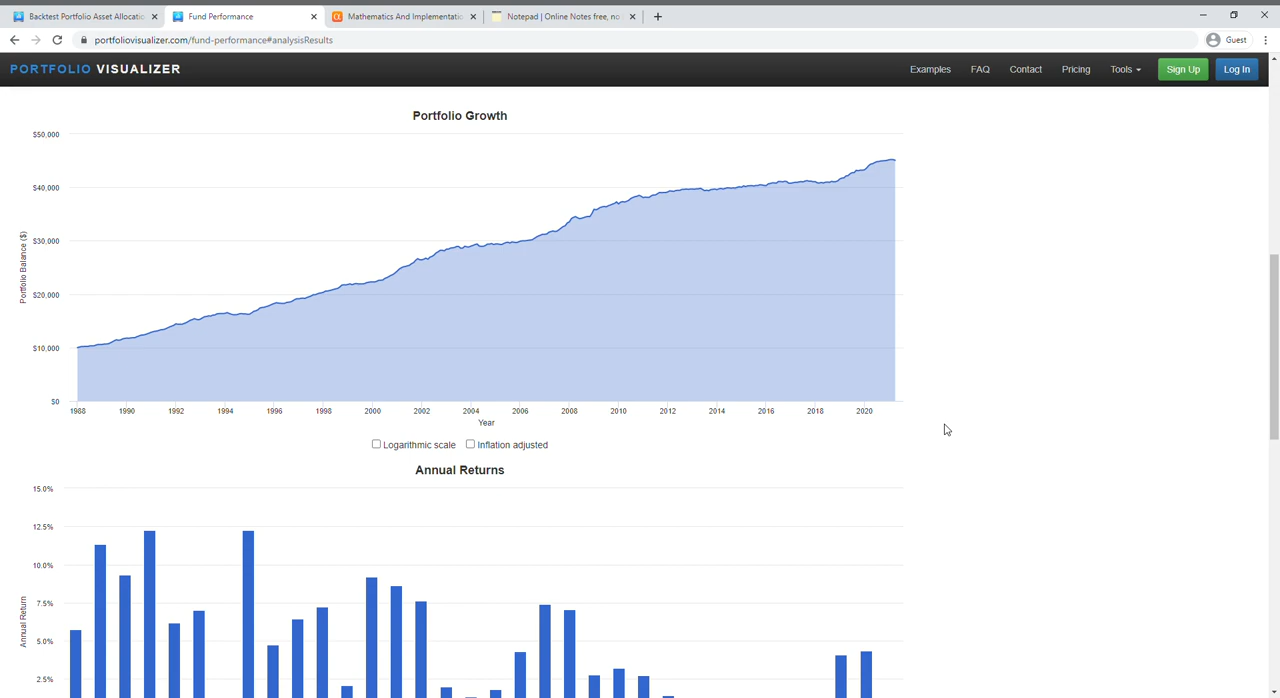 Backtest Portfolio Asset Allocatio
Fund Performance
Mathematics And Implementatio
Notepad | Online Notes free, no
portfoliovisualizer.com/fund-performance#analysisResults
Guest
PORTFOLIO VISUALIZER
Examples
FAQ
Contact
Pricing
Tools
Sign Up
Log In
Portfolio Growth
$50,000
$40,000
$30,000
$20,000
$10,000
$0
Portfolio Balance ($)
1988 1990 1992 1994 1996 1998 2000 2002 2004 2006 2008 2010 2012 2014 2016 2018 2020
Year
Logarithmic scale
Inflation adjusted
Annual Returns
15.0%
12.5%
10.0%
7.5%
5.0%
2.5%
Annual Return